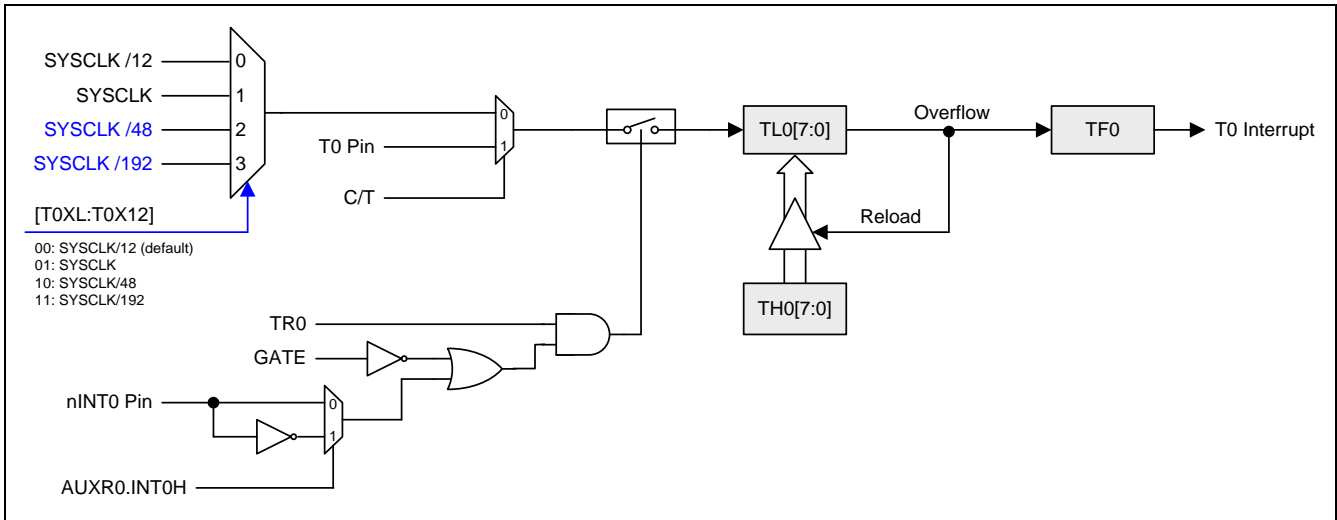 SYSCLK /12
0
SYSCLK
1
SYSCLK /48
2
SYSCLK /192
3
[T0XL:T0X12]
00: SYSCLK/12 (default)
01: SYSCLK
10: SYSCLK/48
11: SYSCLK/192
0
T0 Pin
1
C/T
TL0[7:0]
Overflow
TF0
T0 Interrupt
Reload
TH0[7:0]
TR0
GATE
nINT0 Pin
0
1
AUXR0.INT0H